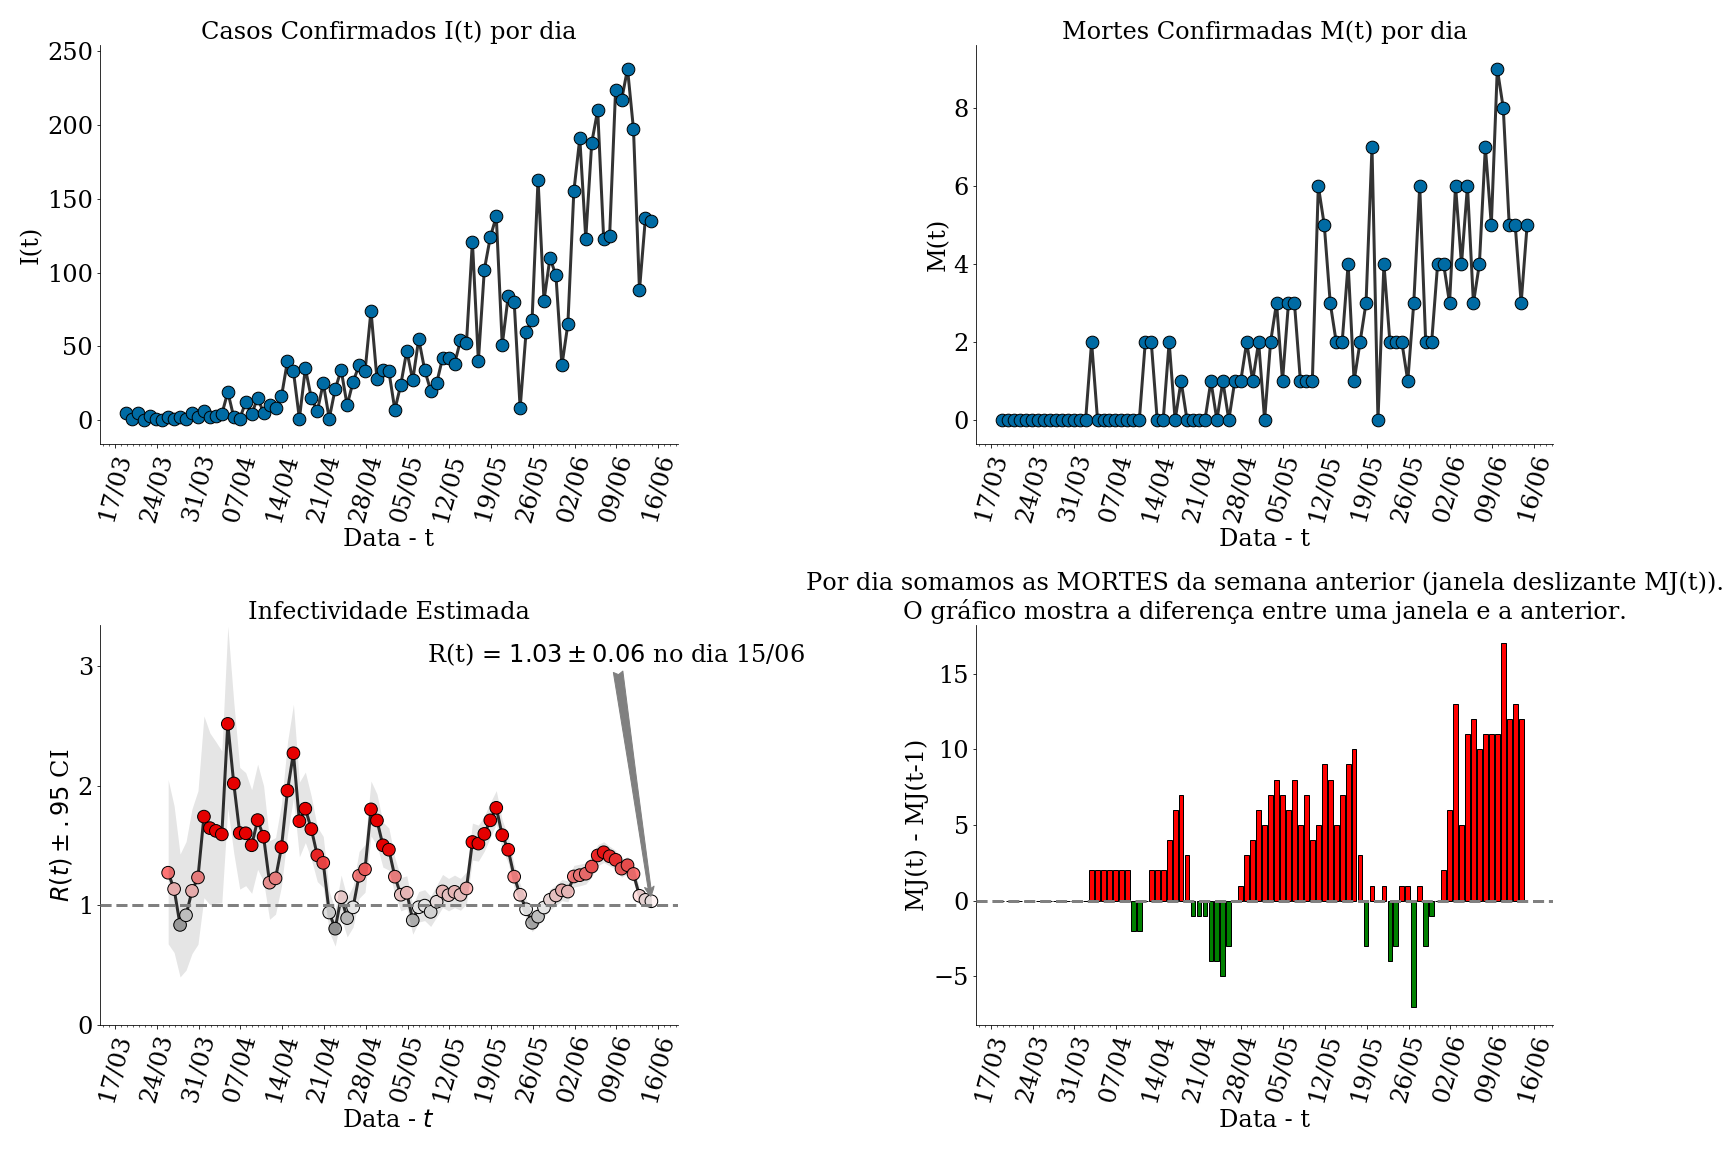 Casos Confirmados I(t) por dia
250
200
150
100
50
0
I(t)
17/03 24/03 31/03 07/04 14/04 21/04 28/04 05/05 12/05 19/05 26/05 02/06 09/06 16/06
Data - t
Mortes Confirmadas M(t) por dia
8
6
4
2
0
M(t)
17/03 24/03 31/03 07/04 14/04 21/04 28/04 05/05 12/05 19/05 26/05 02/06 09/06 16/06
Data - t
Infectividade Estimada
R(t) = 1.03 ± 0.06 no dia 15/06
3
2
1
0
R(t) ± .95 CI
17/03 24/03 31/03 07/04 14/04 21/04 28/04 05/05 12/05 19/05 26/05 02/06 09/06 16/06
Data - t
Por dia somamos as MORTES da semana anterior (janela deslizante MJ(t)).
O gráfico mostra a diferença entre uma janela e a anterior.
15
10
5
0
−5
MJ(t) - MJ(t-1)
17/03 24/03 31/03 07/04 14/04 21/04 28/04 05/05 12/05 19/05 26/05 02/06 09/06 16/06
Data - t